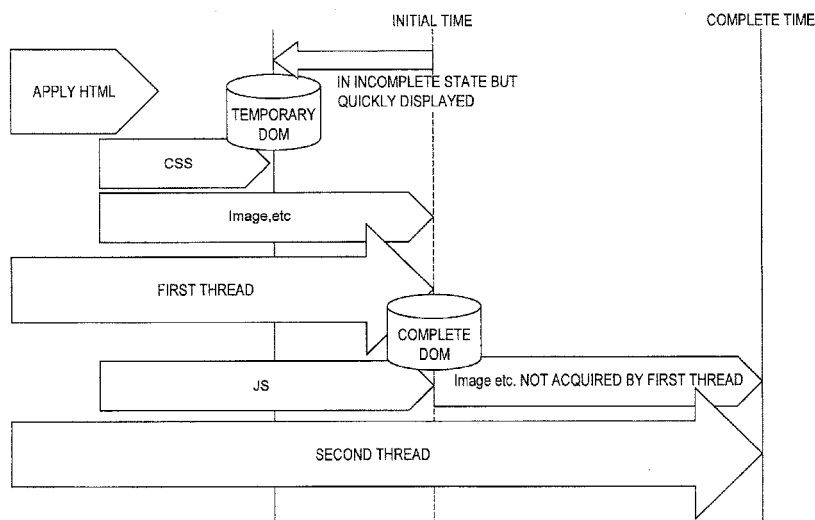 INITIAL TIME
COMPLETE TIME
IN INCOMPLETE STATE BUT
QUICKLY DISPLAYED
APPLY HTML
TEMPORARY
DOM
CSS
Image,etc
FIRST THREAD
COMPLETE
DOM
JS
Image etc. NOT ACQUIRED BY FIRST THREAD
SECOND THREAD